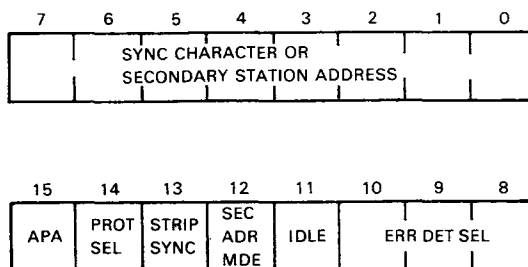 7 6 5 4 3 2 1 0
SYNC CHARACTER OR
SECONDARY STATION ADDRESS
15 14 13 12 11 10 9 8
APA PROT SEL STRIP SYNC SEC ADR MDE IDLE ERR DET SEL